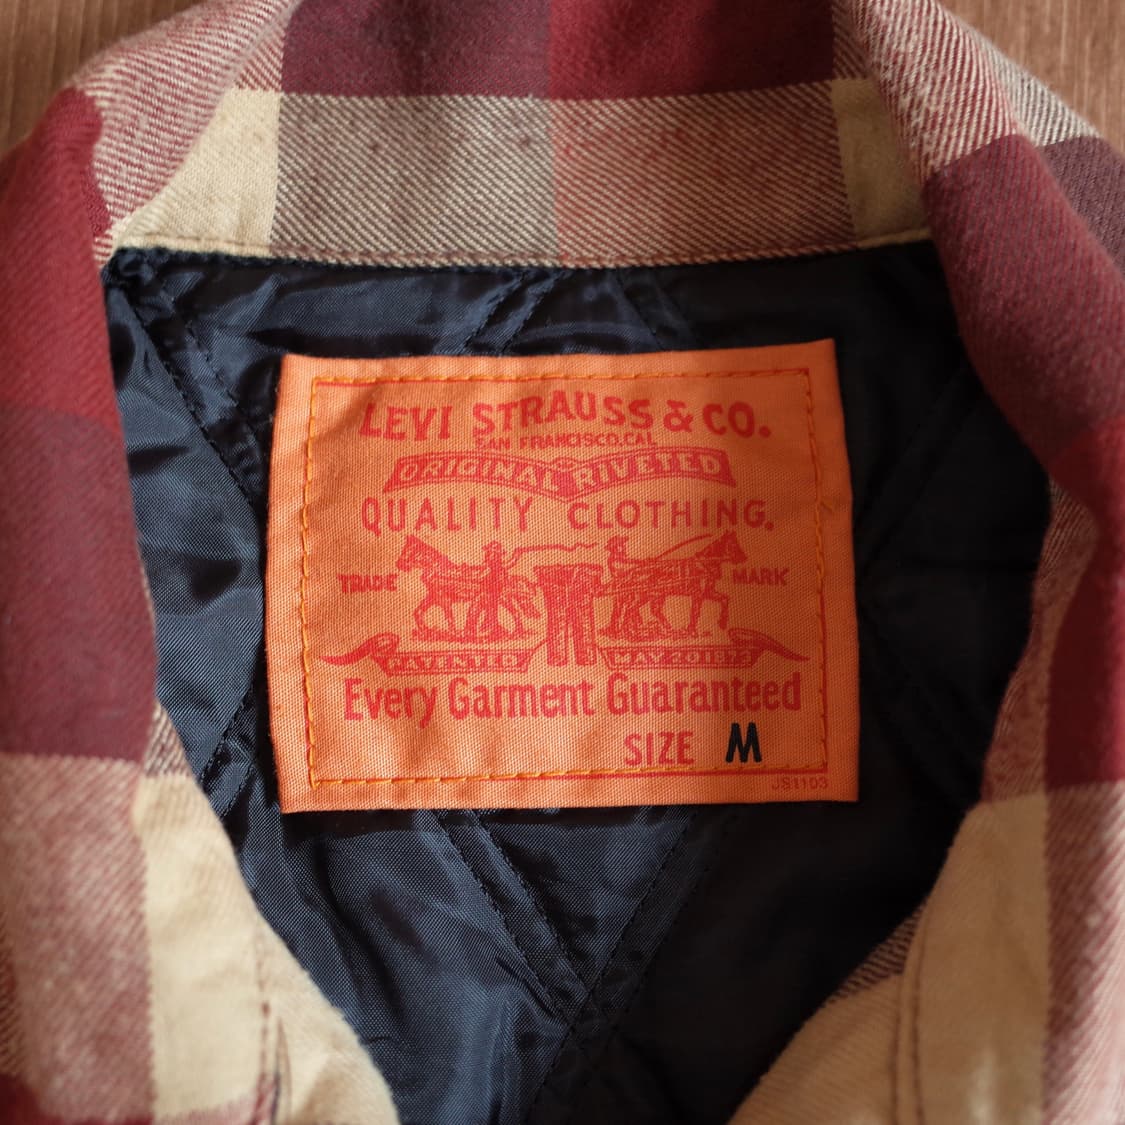 LEVI STRAUSS & CO.
SAN FRANCISCO, CAL
ORIGINAL RIVETED
QUALITY CLOTHING.
TRADE MARK
PATENTED MAY 20 1873
Every Garment Guaranteed
SIZE M
JS1103